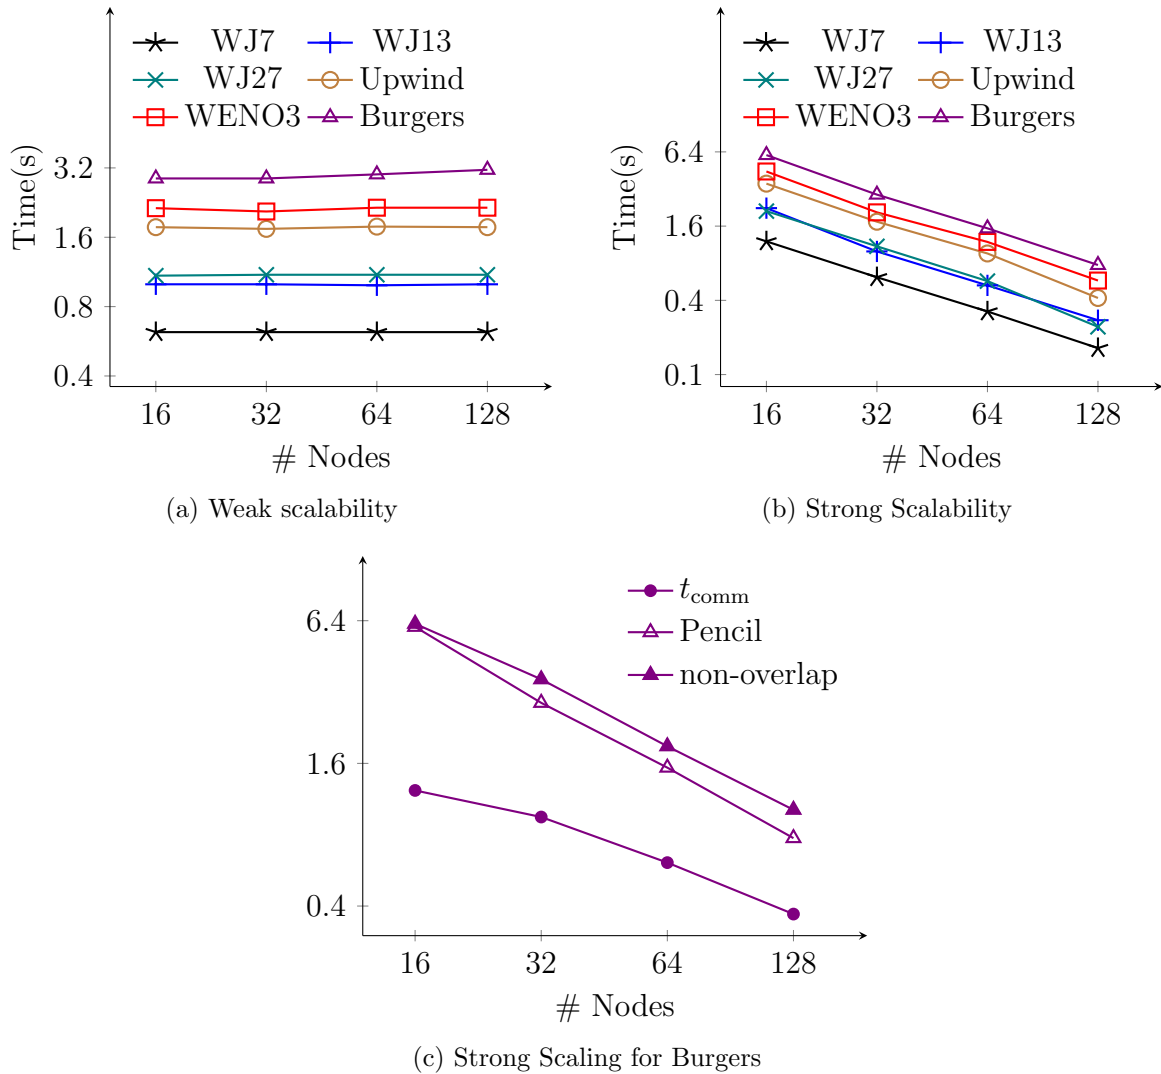 WJ7 WJ13
WJ27 Upwind
WENO3 Burgers
Time(s)
3.2
1.6
0.8
0.4
16 32 64 128
# Nodes
(a) Weak scalability
WJ7 WJ13
WJ27 Upwind
WENO3 Burgers
Time(s)
6.4
1.6
0.4
0.1
16 32 64 128
# Nodes
(b) Strong Scalability
t_comm
Pencil
non-overlap
6.4
1.6
0.4
16 32 64 128
# Nodes
(c) Strong Scaling for Burgers